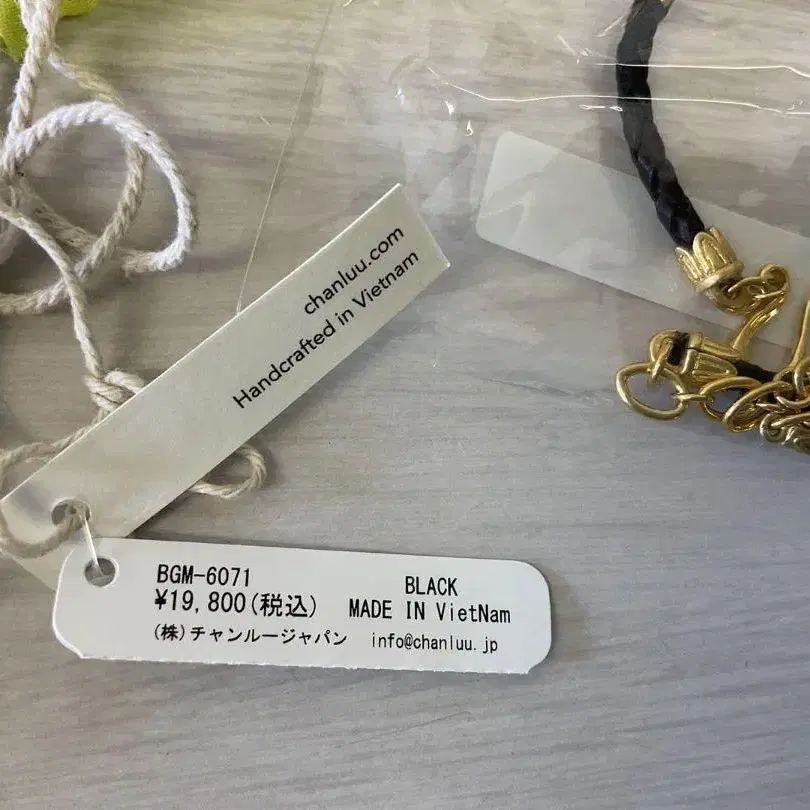 chanluu.com
Handcrafted in Vietnam
BGM-6071 BLACK
¥19,800(税込) MADE IN VietNam
(株)チャンルージャパン info@chanluu.jp